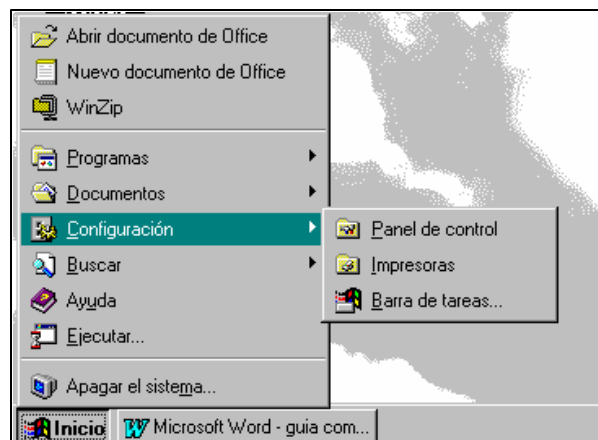 Abrir documento de Office
Nuevo documento de Office
WinZip
Programas
Documentos
Configuración
Buscar
Ayuda
Ejecutar...
Apagar el sistema...
Panel de control
Impresoras
Barra de tareas...
Inicio
Microsoft Word - guia com...